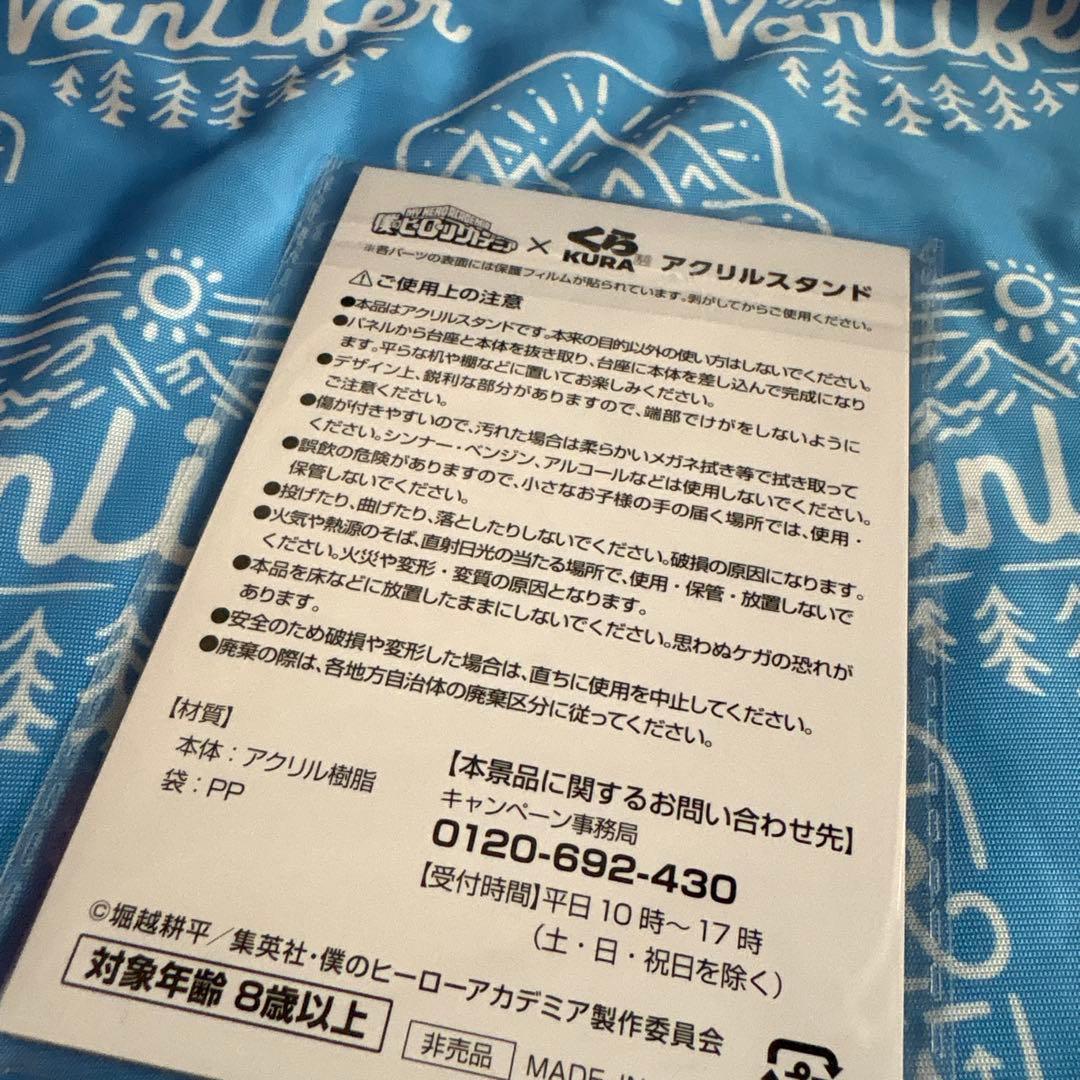 VanLifer
VanLifer
MY HERO ACADEMIA
僕のヒーローアカデミア × くら KURA アクリルスタンド
※各パーツの表面には保護フィルムが貼られています。剥がしてからご使用ください。
⚠ご使用上の注意
●本品はアクリルスタンドです。本来の目的以外の使い方はしないでください。
●パネルから台座と本体を抜き取り、台座に本体を差し込んで完成になり
ます。平らな机や棚などに置いてお楽しみください。
●デザイン上、鋭利な部分がありますので、端部でけがをしないように
ご注意ください。
●傷が付きやすいので、汚れた場合は柔らかいメガネ拭き等で拭き取って
ください。シンナー・ベンジン、アルコールなどは使用しないでください。
●誤飲の危険がありますので、小さなお子様の手の届く場所では、使用・
保管しないでください。
●投げたり、曲げたり、落としたりしないでください。破損の原因になります。
●火気や熱源のそば、直射日光の当たる場所で、使用・保管・放置しないで
ください。火災や変形・変質の原因となります。
●本品を床などに放置したままにしないでください。思わぬケガの恐れが
あります。
●安全のため破損や変形した場合は、直ちに使用を中止してください。
●廃棄の際は、各地方自治体の廃棄区分に従ってください。
【材質】
本体：アクリル樹脂
袋：PP
【本景品に関するお問い合わせ先】
キャンペーン事務局
0120-692-430
【受付時間】平日10時～17時
（土・日・祝日を除く）
©堀越耕平／集英社・僕のヒーローアカデミア製作委員会
対象年齢 8歳以上
非売品
MADE IN